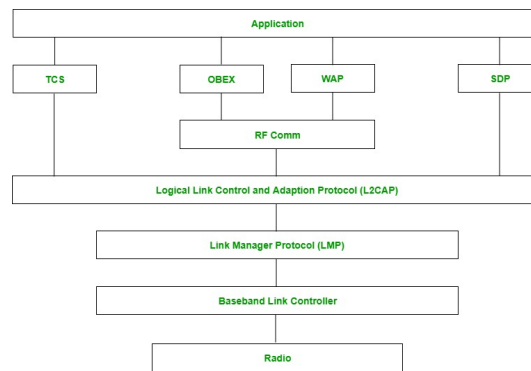 Application
TCS
OBEX
WAP
SDP
RF Comm
Logical Link Control and Adaption Protocol (L2CAP)
Link Manager Protocol (LMP)
Baseband Link Controller
Radio